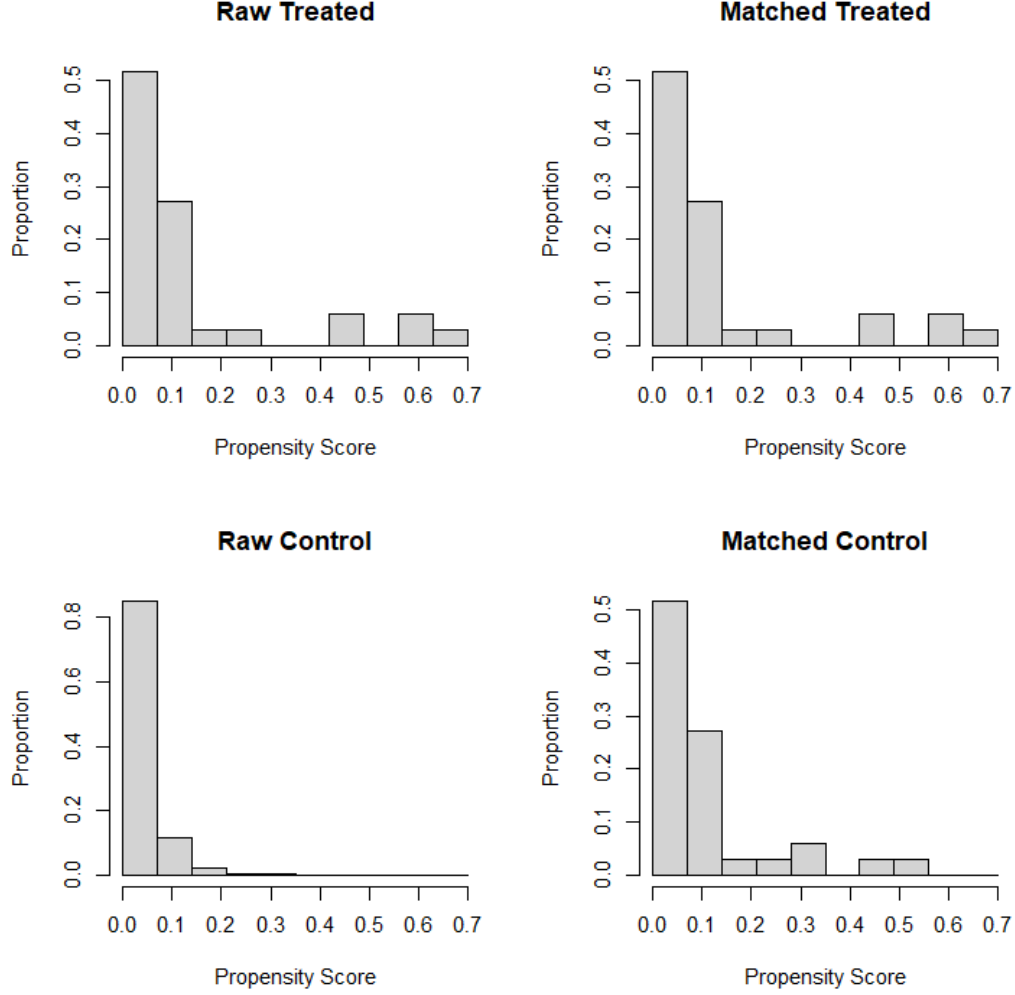 Raw Treated
Proportion
0.0 0.1 0.2 0.3 0.4 0.5
0.0 0.1 0.2 0.3 0.4 0.5 0.6 0.7
Propensity Score
Matched Treated
Proportion
0.0 0.1 0.2 0.3 0.4 0.5
0.0 0.1 0.2 0.3 0.4 0.5 0.6 0.7
Propensity Score
Raw Control
Proportion
0.0 0.2 0.4 0.6 0.8
0.0 0.1 0.2 0.3 0.4 0.5 0.6 0.7
Propensity Score
Matched Control
Proportion
0.0 0.1 0.2 0.3 0.4 0.5
0.0 0.1 0.2 0.3 0.4 0.5 0.6 0.7
Propensity Score